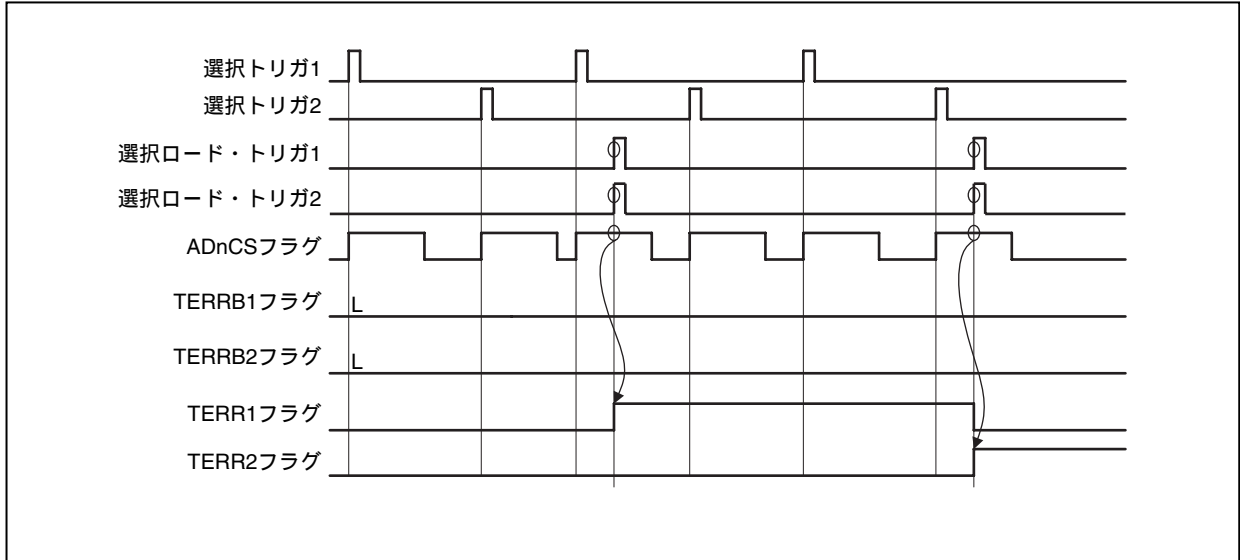 選択トリガ1
選択トリガ2
選択ロード・トリガ1
選択ロード・トリガ2
ADnCSフラグ
TERRB1フラグ
L
TERRB2フラグ
L
TERR1フラグ
TERR2フラグ